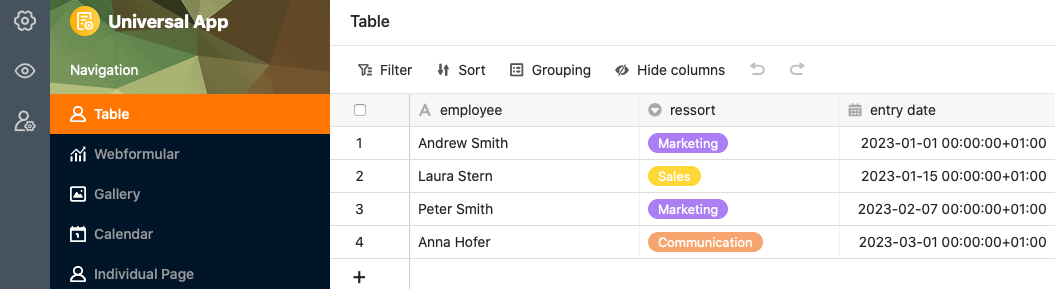 Universal App
Navigation
Table
Webformular
Gallery
Calendar
Individual Page
Table
Filter Sort Grouping Hide columns
A employee ressort entry date
1 Andrew Smith Marketing 2023-01-01 00:00:00+01:00
2 Laura Stern Sales 2023-01-15 00:00:00+01:00
3 Peter Smith Marketing 2023-02-07 00:00:00+01:00
4 Anna Hofer Communication 2023-03-01 00:00:00+01:00
+